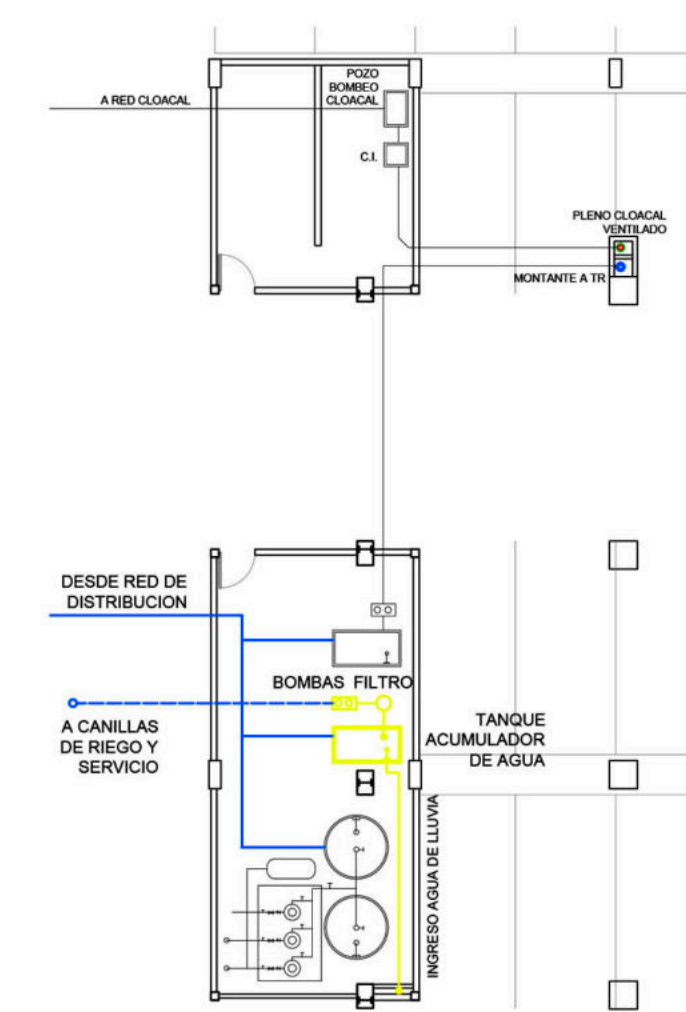 POZO
BOMBEO
CLOACAL
A RED CLOACAL
C.I.
PLENO CLOACAL
VENTILADO
MONTANTE A TR
DESDE RED DE
DISTRIBUCION
BOMBAS FILTRO
A CANILLAS
DE RIEGO Y
SERVICIO
TANQUE
ACUMULADOR
DE AGUA
INGRESO AGUA DE LLUVIA